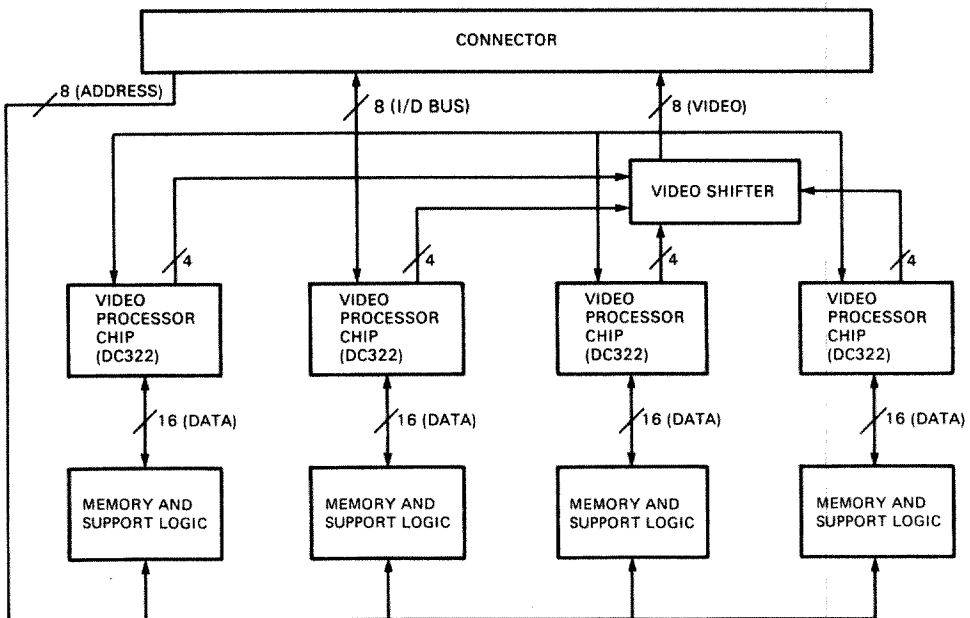 CONNECTOR
8 (ADDRESS)
8 (I/D BUS)
8 (VIDEO)
VIDEO SHIFTER
4
4
4
4
VIDEO
PROCESSOR
CHIP
(DC322)
VIDEO
PROCESSOR
CHIP
(DC322)
VIDEO
PROCESSOR
CHIP
(DC322)
VIDEO
PROCESSOR
CHIP
(DC322)
16 (DATA)
16 (DATA)
16 (DATA)
16 (DATA)
MEMORY AND
SUPPORT LOGIC
MEMORY AND
SUPPORT LOGIC
MEMORY AND
SUPPORT LOGIC
MEMORY AND
SUPPORT LOGIC